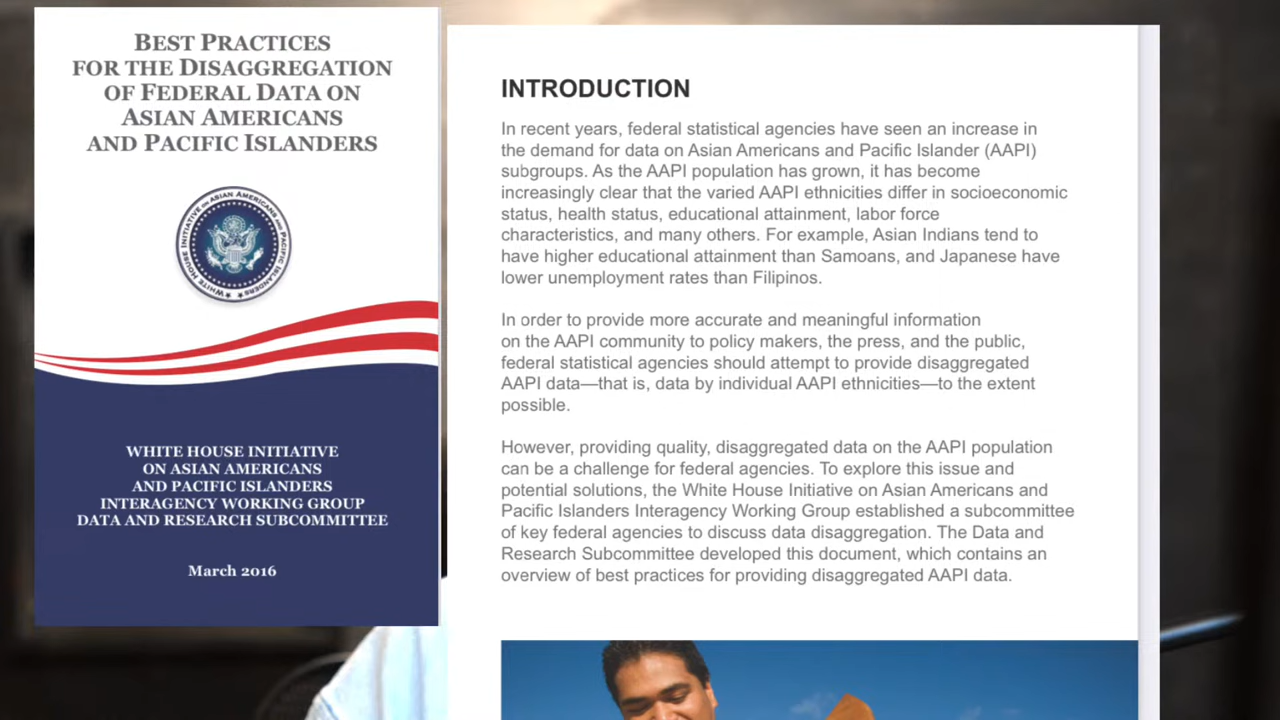 BEST PRACTICES
FOR THE DISAGGREGATION
OF FEDERAL DATA ON
ASIAN AMERICANS
AND PACIFIC ISLANDERS
WHITE HOUSE INITIATIVE ON ASIAN AMERICANS AND PACIFIC ISLANDERS
WHITE HOUSE INITIATIVE
ON ASIAN AMERICANS
AND PACIFIC ISLANDERS
INTERAGENCY WORKING GROUP
DATA AND RESEARCH SUBCOMMITTEE
March 2016
INTRODUCTION
In recent years, federal statistical agencies have seen an increase in
the demand for data on Asian Americans and Pacific Islander (AAPI)
subgroups. As the AAPI population has grown, it has become
increasingly clear that the varied AAPI ethnicities differ in socioeconomic
status, health status, educational attainment, labor force
characteristics, and many others. For example, Asian Indians tend to
have higher educational attainment than Samoans, and Japanese have
lower unemployment rates than Filipinos.
In order to provide more accurate and meaningful information
on the AAPI community to policy makers, the press, and the public,
federal statistical agencies should attempt to provide disaggregated
AAPI data—that is, data by individual AAPI ethnicities—to the extent
possible.
However, providing quality, disaggregated data on the AAPI population
can be a challenge for federal agencies. To explore this issue and
potential solutions, the White House Initiative on Asian Americans and
Pacific Islanders Interagency Working Group established a subcommittee
of key federal agencies to discuss data disaggregation. The Data and
Research Subcommittee developed this document, which contains an
overview of best practices for providing disaggregated AAPI data.